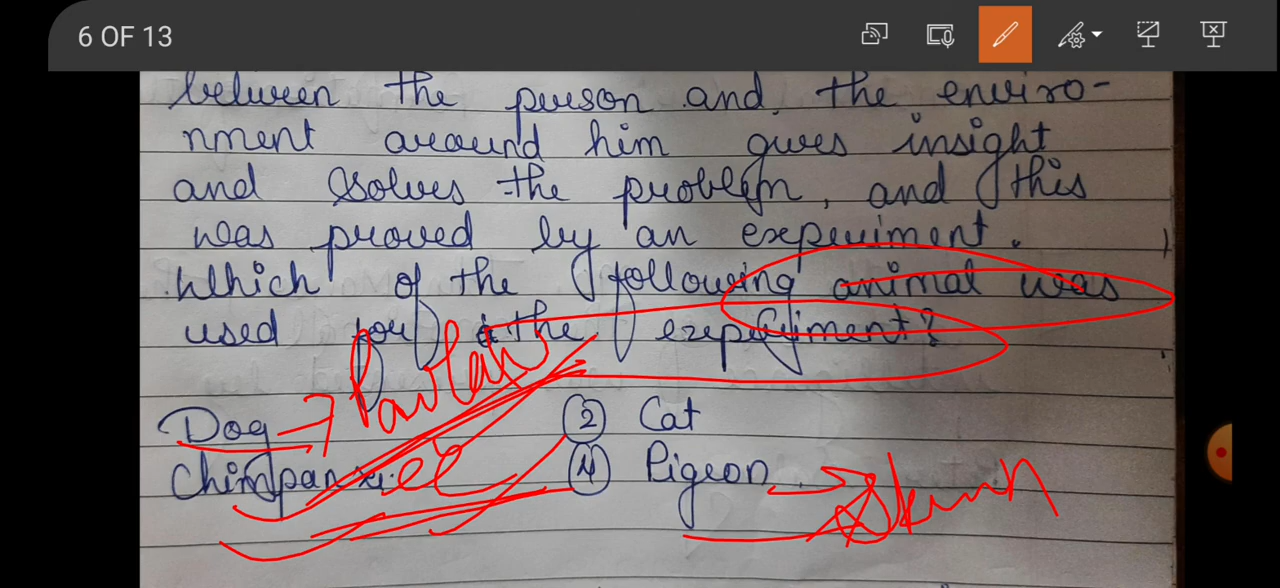 6 OF 13
between the person and the enviro-
nment around him gives insight
and solves the problem, and this
was proved by an experiment.
Which of the following animal was
used for the experiment?
Pavlov
Dog ② Cat
Chimpanzee ④ Pigeon
Skinn